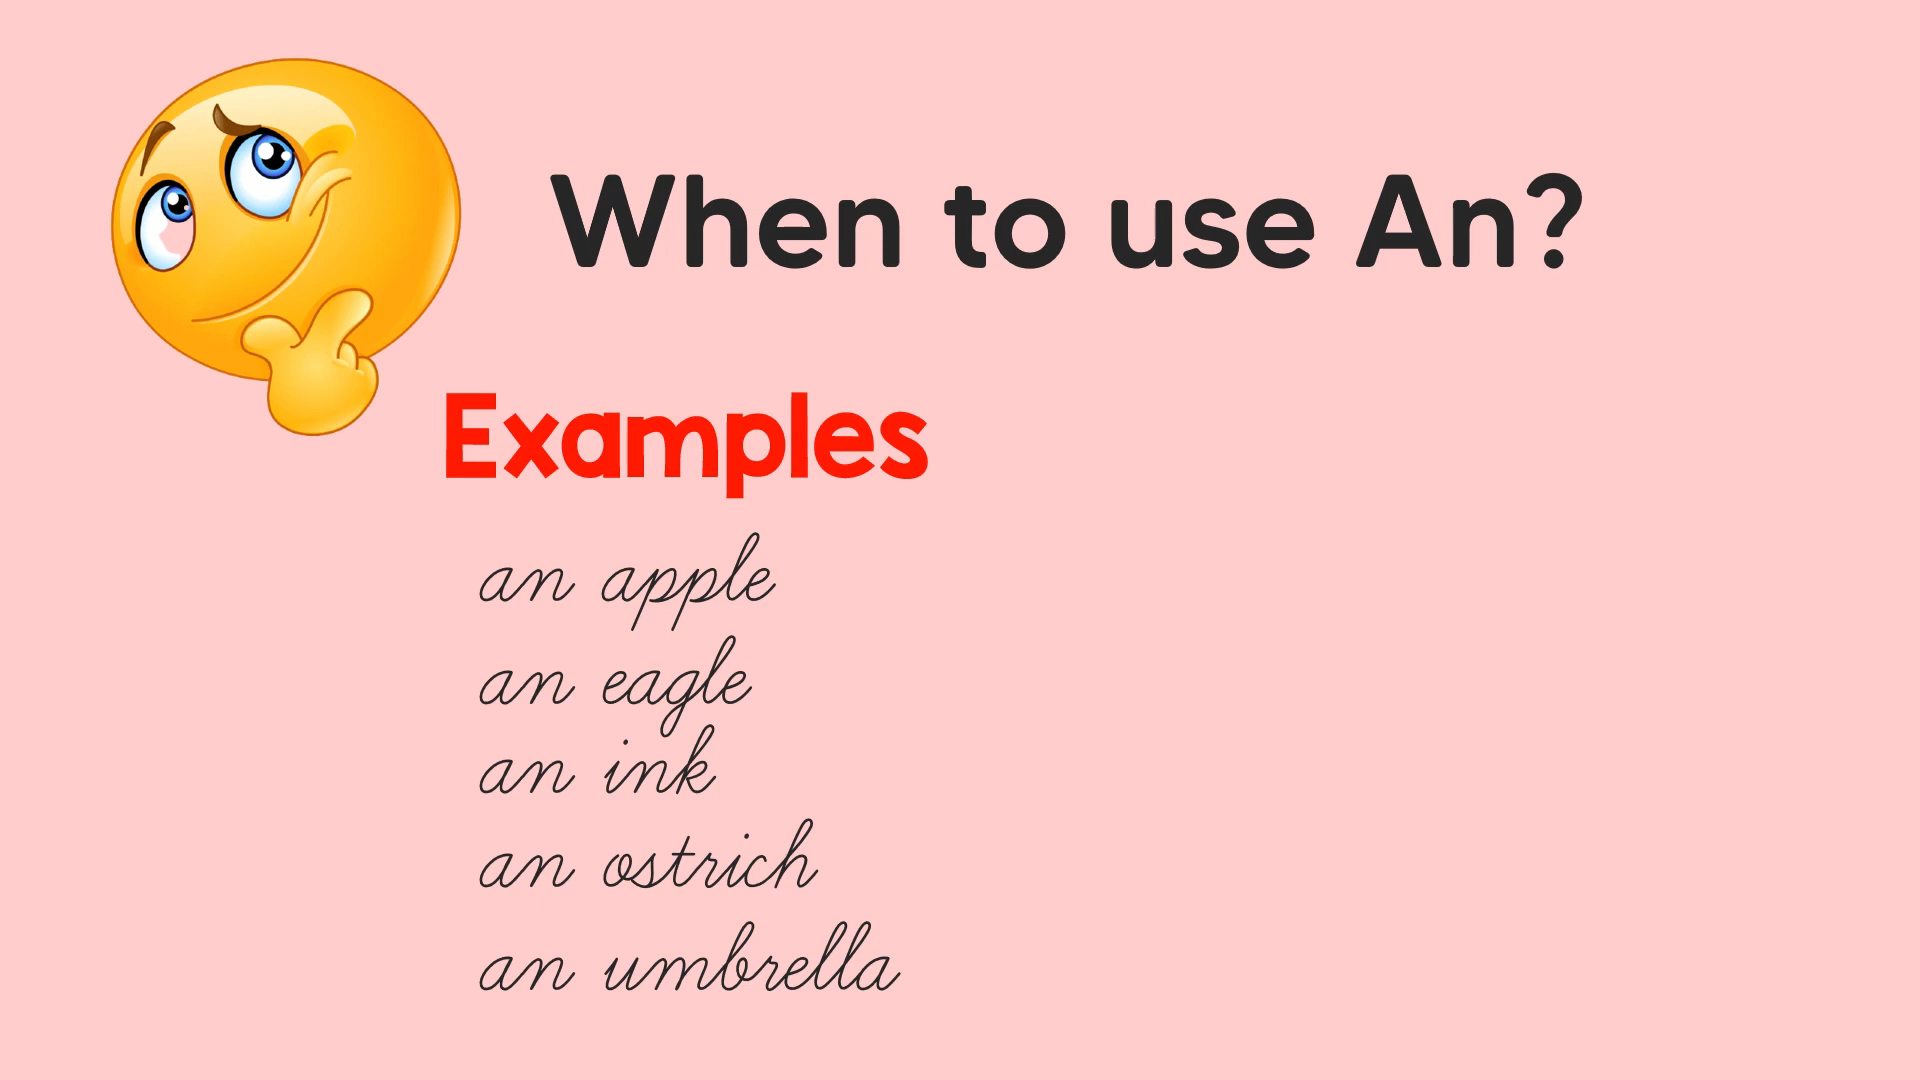 When to use An?
Examples
an apple
an eagle
an ink
an ostrich
an umbrella